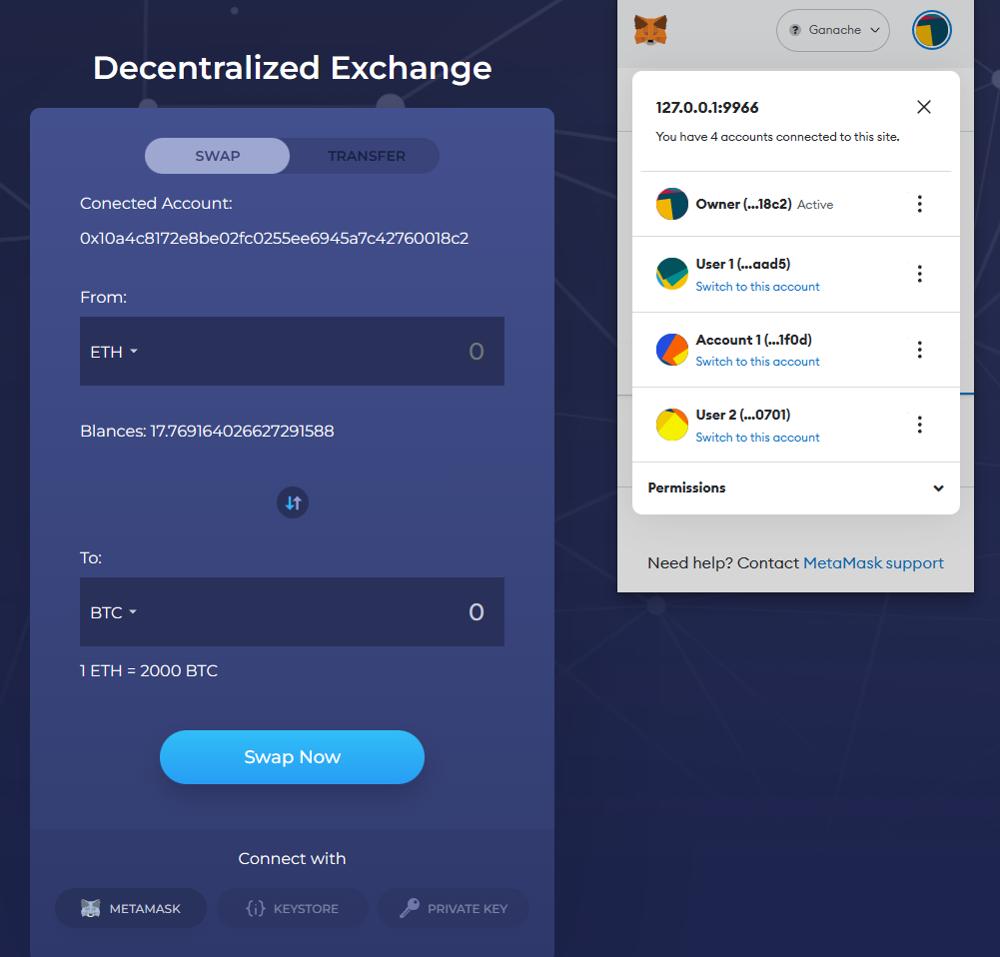 Decentralized Exchange
SWAP TRANSFER
Conected Account:
0x10a4c8172e8be02fc0255ee6945a7c42760018c2
From:
ETH 0
Blances: 17.769164026627291588
To:
BTC 0
1 ETH = 2000 BTC
Swap Now
Connect with
METAMASK {i} KEYSTORE PRIVATE KEY
? Ganache
127.0.0.1:9966
You have 4 accounts connected to this site.
Owner (...18c2) Active
User 1 (...aad5)
Switch to this account
Account 1 (...1f0d)
Switch to this account
User 2 (...0701)
Switch to this account
Permissions
Need help? Contact MetaMask support